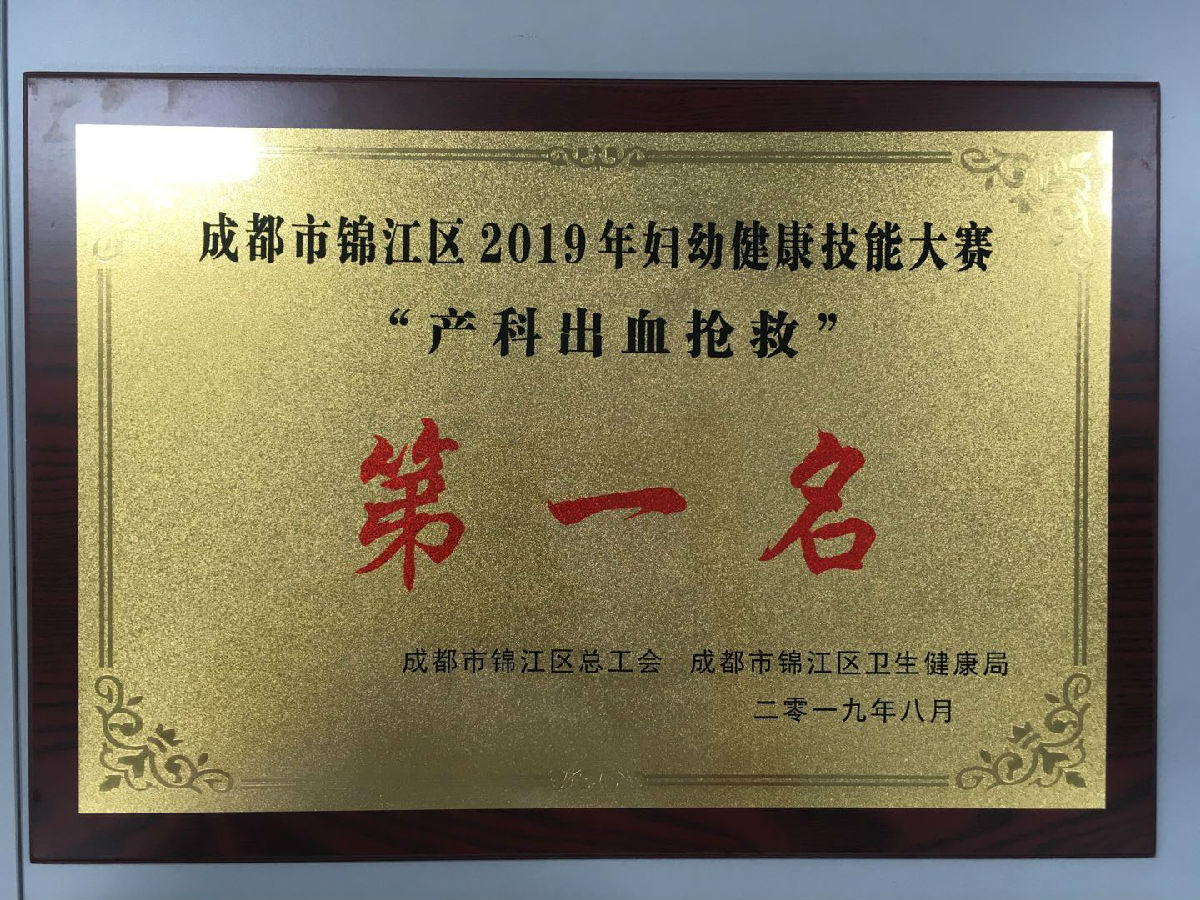 成都市锦江区2019年妇幼健康技能大赛
“产科出血抢救”
第一名
成都市锦江区总工会 成都市锦江区卫生健康局
二零一九年八月